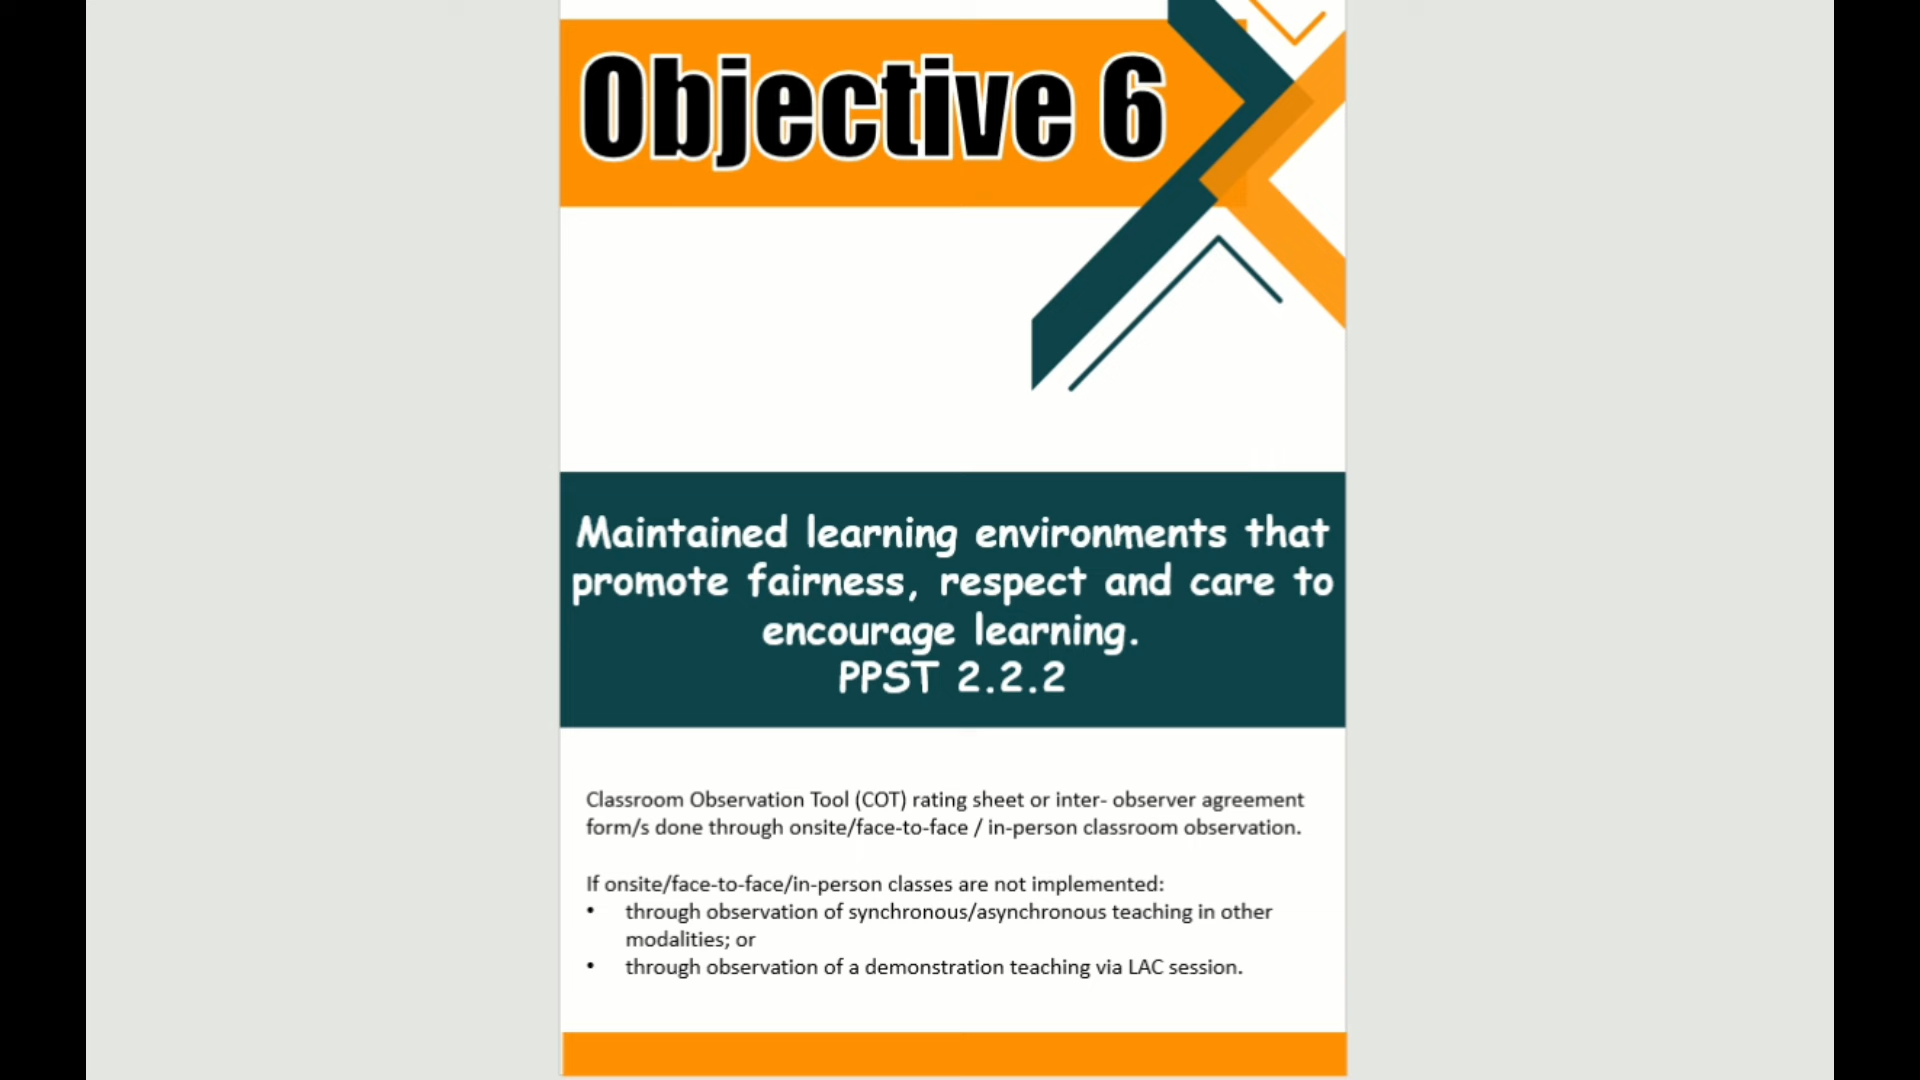 Objective 6
Maintained learning environments that
promote fairness, respect and care to
encourage learning.
PPST 2.2.2
Classroom Observation Tool (COT) rating sheet or inter- observer agreement
form/s done through onsite/face-to-face / in-person classroom observation.
If onsite/face-to-face/in-person classes are not implemented:
• through observation of synchronous/asynchronous teaching in other
modalities; or
• through observation of a demonstration teaching via LAC session.